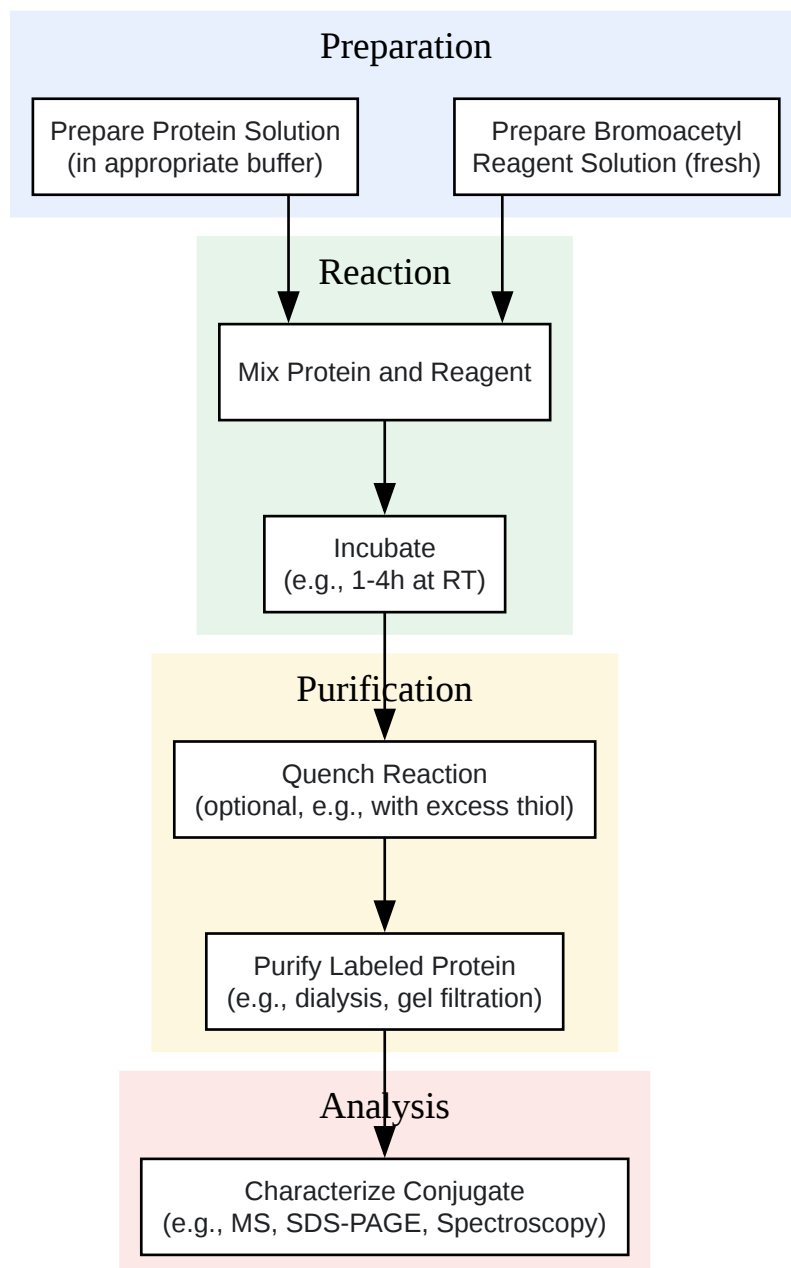 Preparation
Prepare Protein Solution
(in appropriate buffer)
Prepare Bromoacetyl
Reagent Solution (fresh)
Reaction
Mix Protein and Reagent
Incubate
(e.g., 1-4h at RT)
Purification
Quench Reaction
(optional, e.g., with excess thiol)
Purify Labeled Protein
(e.g., dialysis, gel filtration)
Analysis
Characterize Conjugate
(e.g., MS, SDS-PAGE, Spectroscopy)